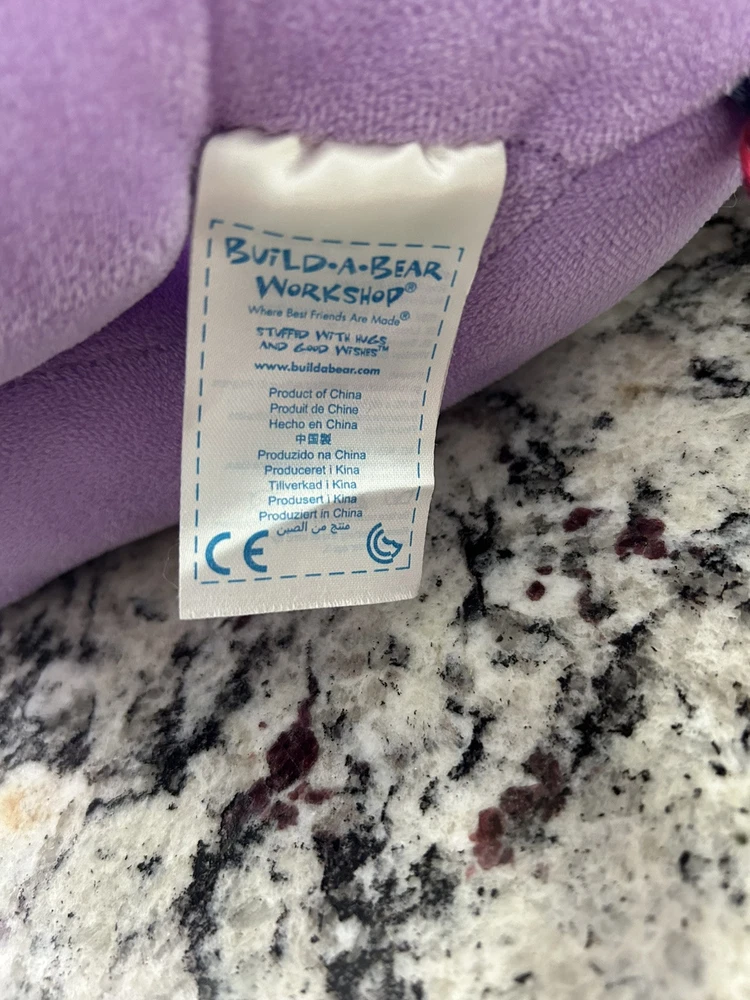 BUILD•A•BEAR
WORKSHOP®
Where Best Friends Are Made®
STUFFED WITH HUGS
AND GOOD WISHES™
www.buildabear.com
Product of China
Produit de Chine
Hecho en China
中国製
Produzido na China
Produceret i Kina
Tillverkad i Kina
Produsert i Kina
Produziert in China
منتج من الصين
CE